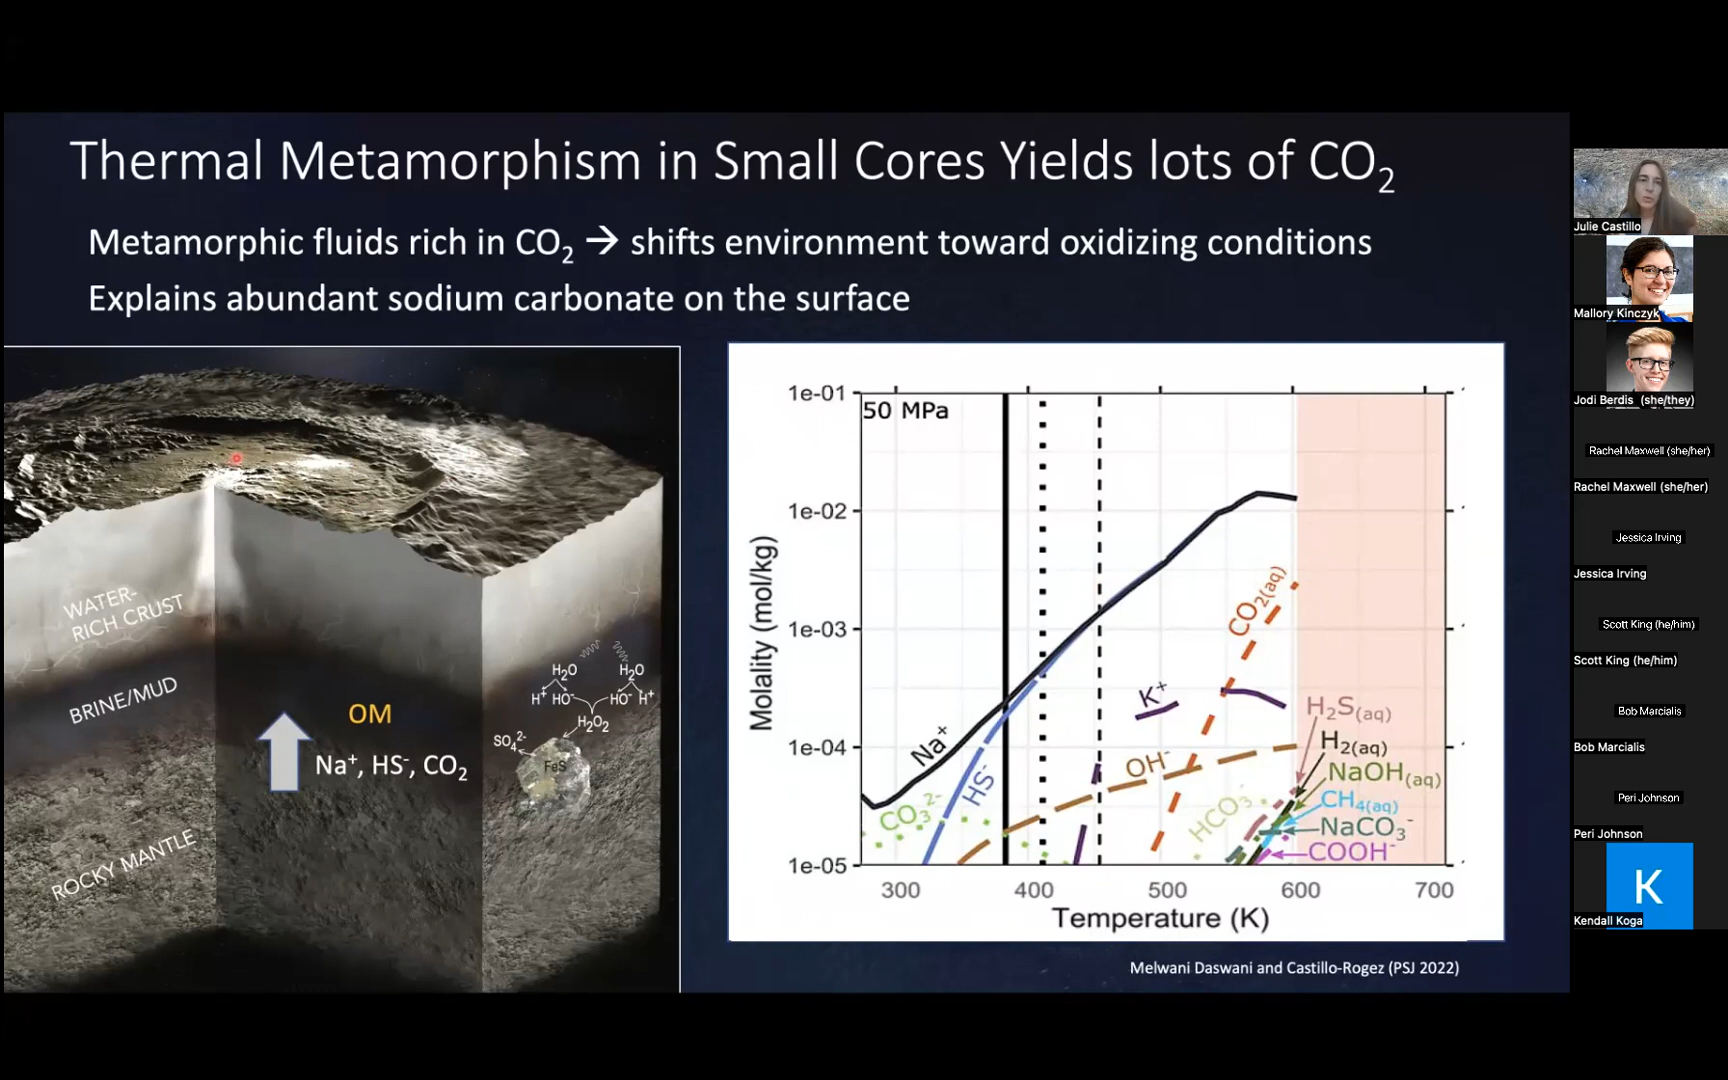 Thermal Metamorphism in Small Cores Yields lots of CO₂
Metamorphic fluids rich in CO₂ → shifts environment toward oxidizing conditions
Explains abundant sodium carbonate on the surface
WATER-
RICH CRUST
BRINE/MUD
ROCKY MANTLE
OM
Na⁺, HS⁻, CO₂
H₂O H₂O
H⁺ HO⁻ HO⁻ H⁺
H₂O₂
SO₄²⁻
FeS
50 MPa
1e-01
1e-02
1e-03
1e-04
1e-05
Molality (mol/kg)
300 400 500 600 700
Temperature (K)
Na⁺
HS⁻
CO₃²⁻
K⁺
OH⁻
CO₂(aq)
HCO₃⁻
H₂S(aq)
H₂(aq)
NaOH(aq)
CH₄(aq)
NaCO₃⁻
COOH⁻
Melwani Daswani and Castillo-Rogez (PSJ 2022)
Julie Castillo
Mallory Kinczyk
Jodi Berdis (she/they)
Rachel Maxwell (she/her)
Rachel Maxwell (she/her)
Jessica Irving
Jessica Irving
Scott King (he/him)
Scott King (he/him)
Bob Marcialis
Bob Marcialis
Peri Johnson
Peri Johnson
K
Kendall Koga